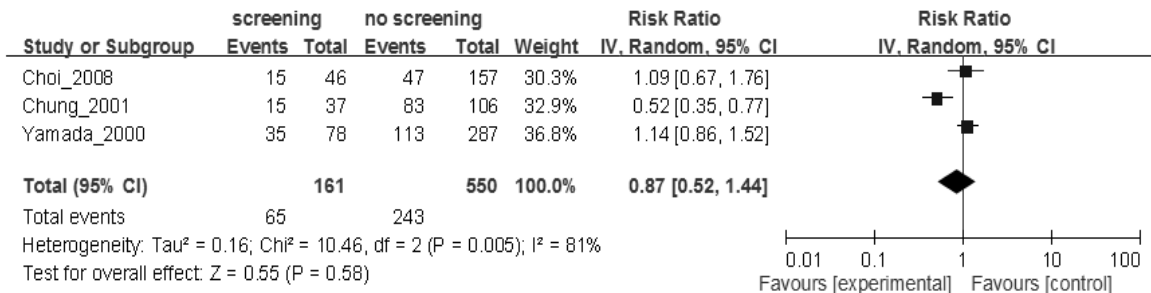 screening no screening Risk Ratio Risk Ratio
Study or Subgroup Events Total Events Total Weight IV, Random, 95% CI IV, Random, 95% CI
Choi_2008 15 46 47 157 30.3% 1.09 [0.67, 1.76]
Chung_2001 15 37 83 106 32.9% 0.52 [0.35, 0.77]
Yamada_2000 35 78 113 287 36.8% 1.14 [0.86, 1.52]
Total (95% CI) 161 550 100.0% 0.87 [0.52, 1.44]
Total events 65 243
Heterogeneity: Tau² = 0.16; Chi² = 10.46, df = 2 (P = 0.005); I² = 81%
Test for overall effect: Z = 0.55 (P = 0.58)
0.01 0.1 1 10 100
Favours [experimental] Favours [control]